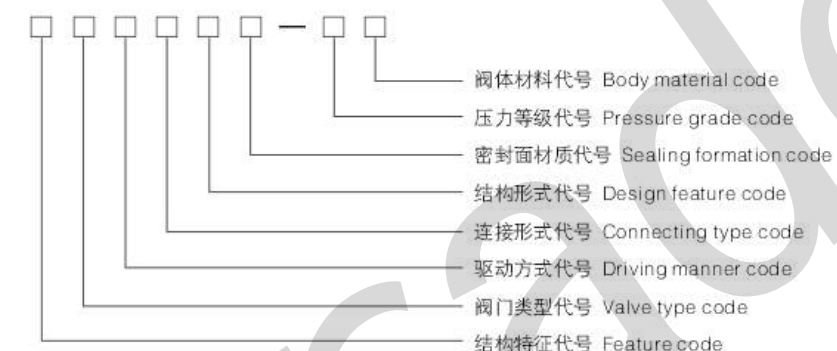 阀体材料代号 Body material code
压力等级代号 Pressure grade code
密封面材质代号 Sealing formation code
结构形式代号 Design feature code
连接形式代号 Connecting type code
驱动方式代号 Driving manner code
阀门类型代号 Valve type code
结构特征代号 Feature code